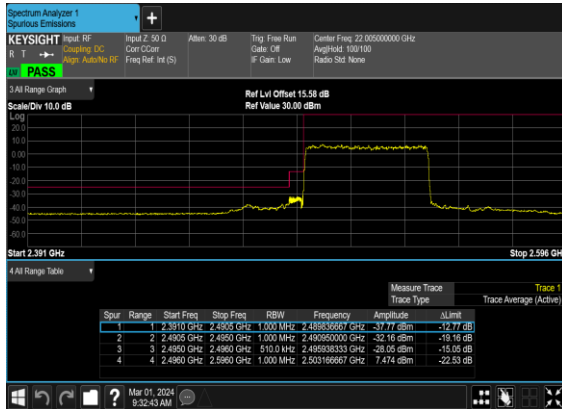 Spectrum Analyzer 1
Spurious Emissions
KEYSIGHT Input: RF Input Z: 50 Ω Atten: 30 dB Trig: Free Run Center Freq: 22.005000000 GHz
R T Coupling: DC Corr CCorr Gate: Off Avg|Hold: 100/100
Align: Auto/No RF Freq Ref: Int (S) IF Gain: Low Radio Std: None
LV PASS
3 All Range Graph
Ref Lvl Offset 15.58 dB
Scale/Div 10.0 dB Ref Value 30.00 dBm
Log
20.0
10.0
0.00
-10.0
-20.0
-30.0
-40.0
-50.0
-60.0
Start 2.391 GHz Stop 2.596 GH
4 All Range Table
Measure Trace Trace 1
Trace Type Trace Average (Active)
Spur Range Start Freq Stop Freq RBW Frequency Amplitude ΔLimit
1 1 2.3910 GHz 2.4905 GHz 1.000 MHz 2.489836667 GHz -37.77 dBm -12.77 dB
2 2 2.4905 GHz 2.4950 GHz 1.000 MHz 2.490950000 GHz -32.16 dBm -19.16 dB
3 3 2.4950 GHz 2.4960 GHz 510.0 kHz 2.495938333 GHz -28.05 dBm -15.05 dB
4 4 2.4960 GHz 2.5960 GHz 1.000 MHz 2.503166667 GHz 7.474 dBm -22.53 dB
? Mar 01, 2024
9:32:43 AM